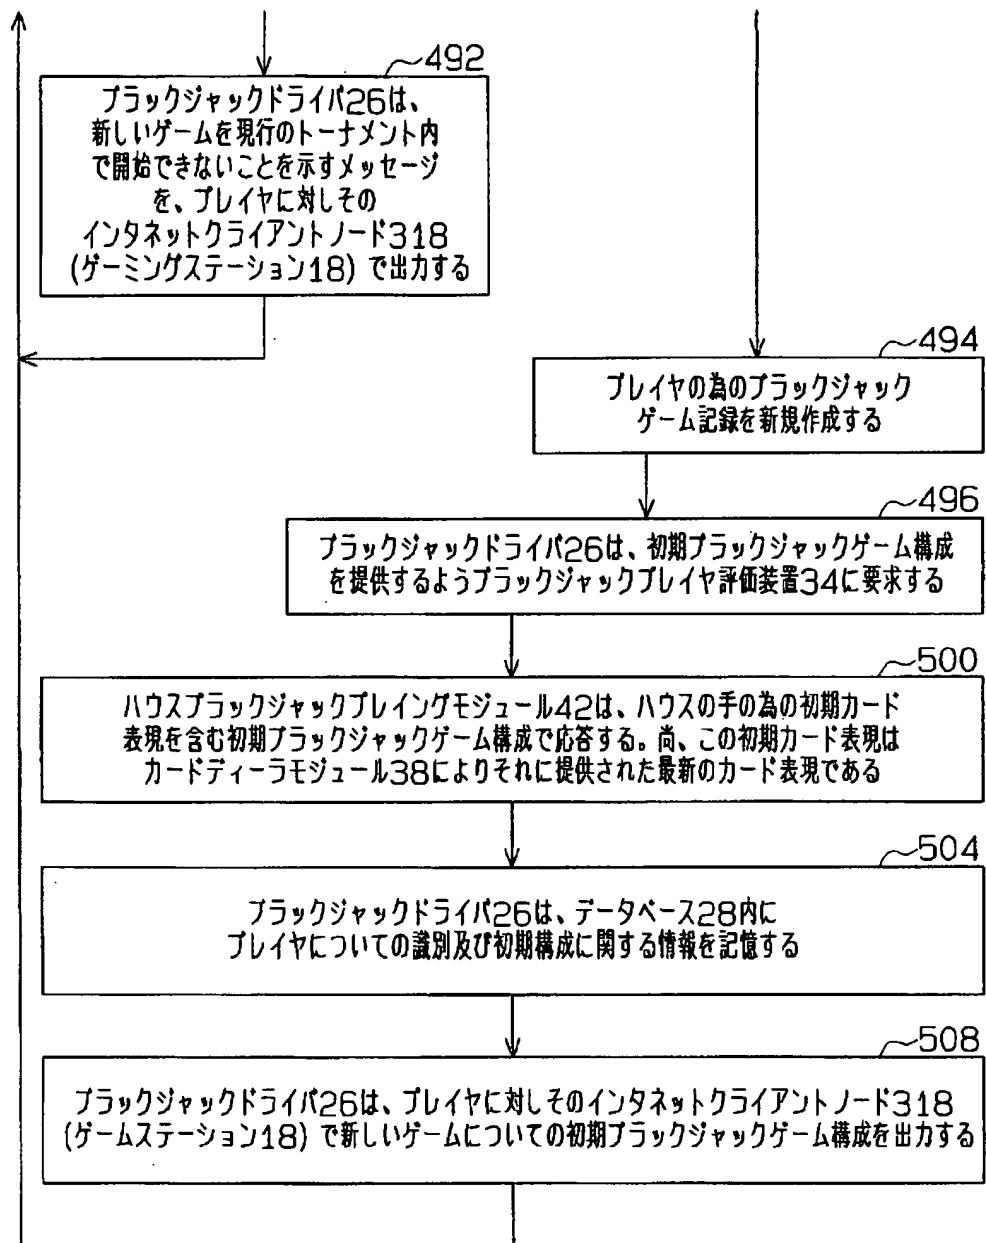 492
ブラックジャックドライバ26は、
新しいゲームを現行のトーナメント内
で開始できないことを示すメッセージ
を、プレイヤに対しその
インタネットクライアントノード318
(ゲーミングステーション18) で出力する
494
プレイヤの為のブラックジャック
ゲーム記録を新規作成する
496
ブラックジャックドライバ26は、初期ブラックジャックゲーム構成
を提供するようブラックジャックプレイヤ評価装置34に要求する
500
ハウスブラックジャックプレイングモジュール42は、ハウスの手の為の初期カード
表現を含む初期ブラックジャックゲーム構成で応答する。尚、この初期カード表現は
カードディーラモジュール38によりそれに提供された最新のカード表現である
504
ブラックジャックドライバ26は、データベース28内に
プレイヤについての識別及び初期構成に関する情報を記憶する
508
ブラックジャックドライバ26は、プレイヤに対しそのインタネットクライアントノード318
(ゲームステーション18) で新しいゲームについての初期ブラックジャックゲーム構成を出力する